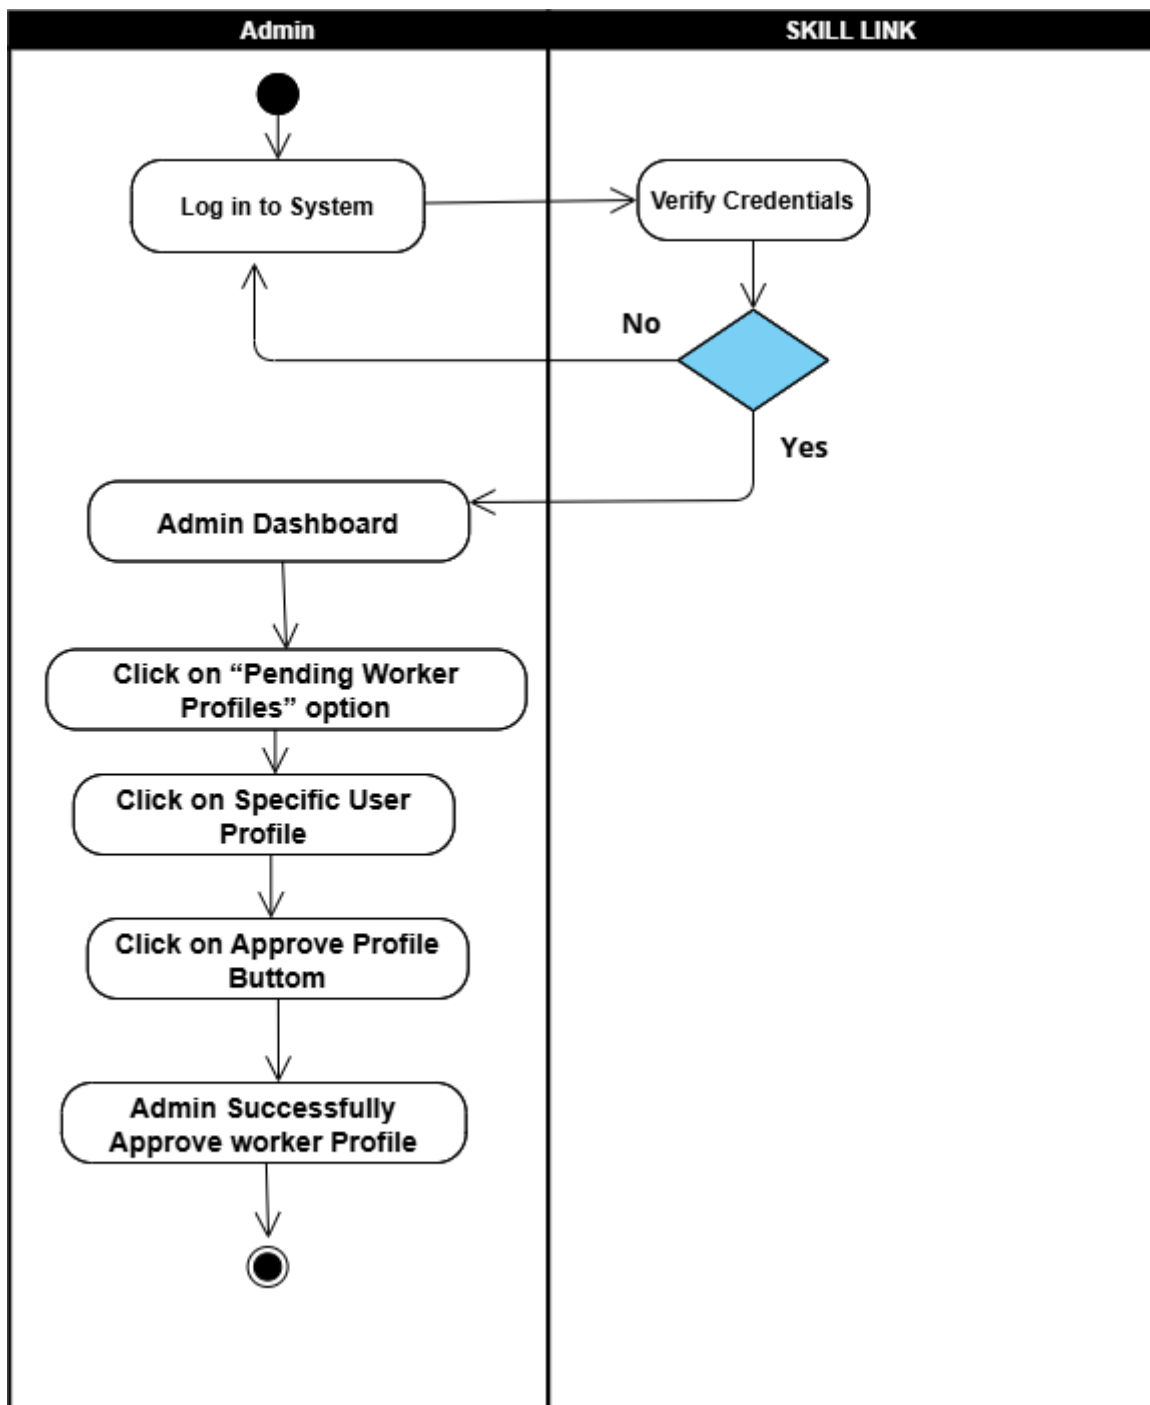 Admin
SKILL LINK
Log in to System
Verify Credentials
No
Yes
Admin Dashboard
Click on “Pending Worker
Profiles” option
Click on Specific User
Profile
Click on Approve Profile
Buttom
Admin Successfully
Approve worker Profile